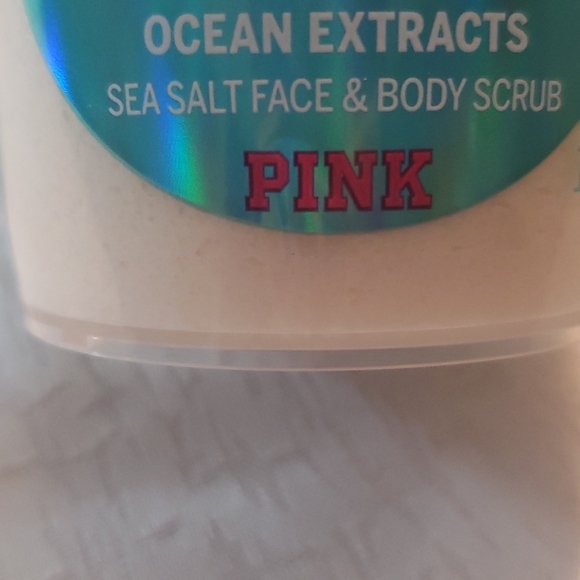 OCEAN EXTRACTS
SEA SALT FACE & BODY SCRUB
PINK